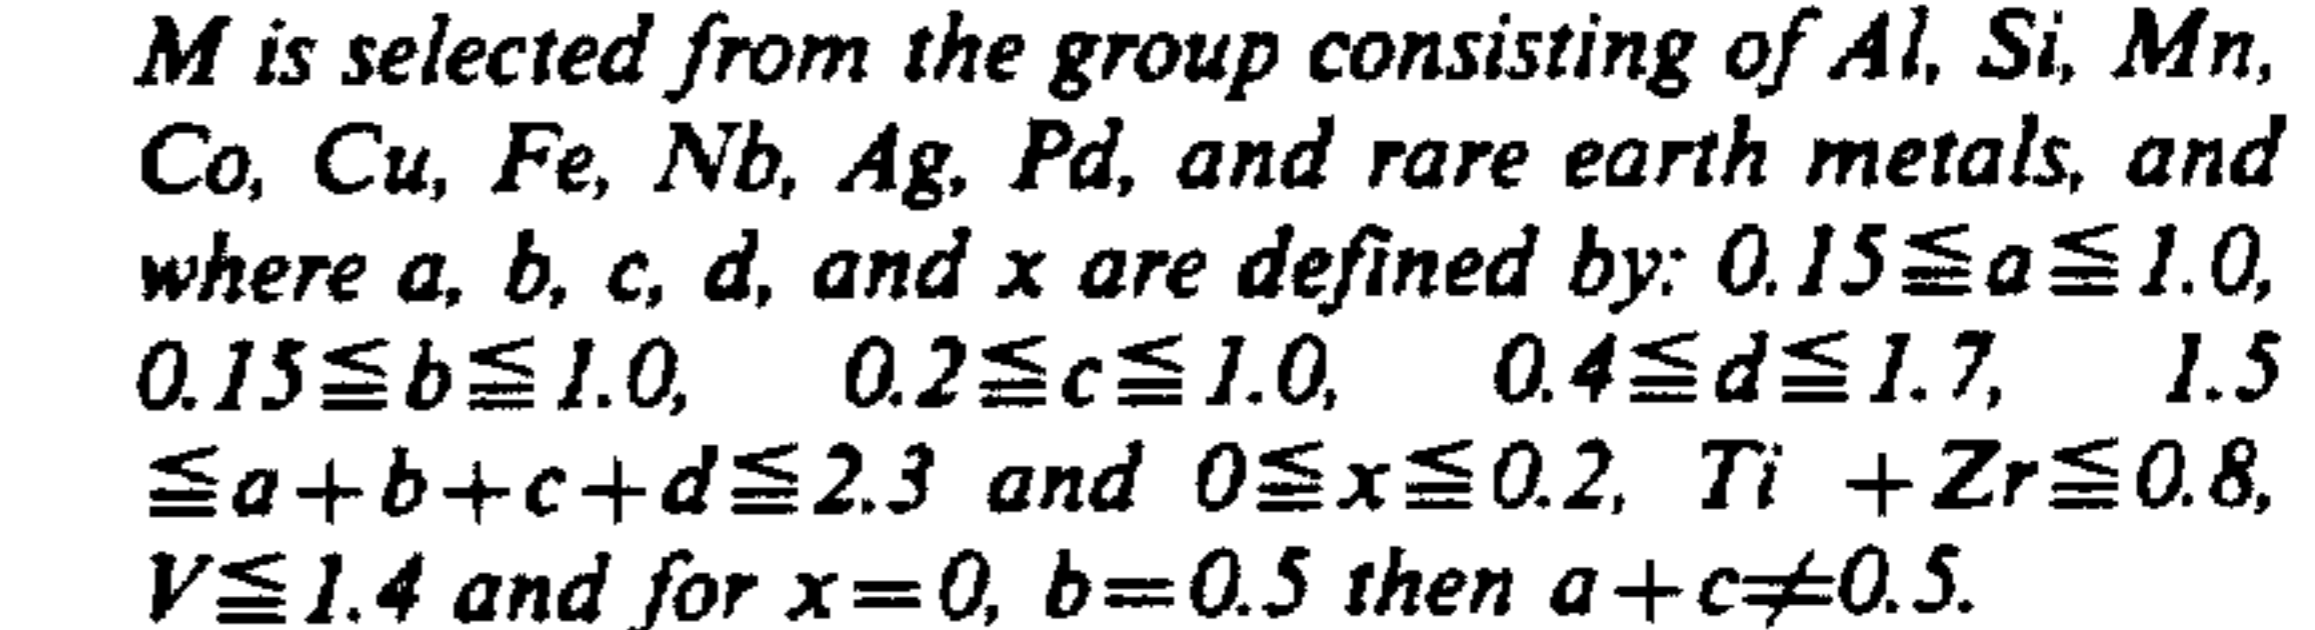 M is selected from the group consisting of Al, Si, Mn,
Co, Cu, Fe, Nb, Ag, Pd, and rare earth metals, and
where a, b, c, d, and x are defined by: 0.15≦a≦1.0,
0.15≦b≦1.0, 0.2≦c≦1.0, 0.4≦d≦1.7, 1.5
≦a+b+c+d≦2.3 and 0≦x≦0.2, Ti +Zr≦0.8,
V≦1.4 and for x=0, b=0.5 then a+c≠0.5.